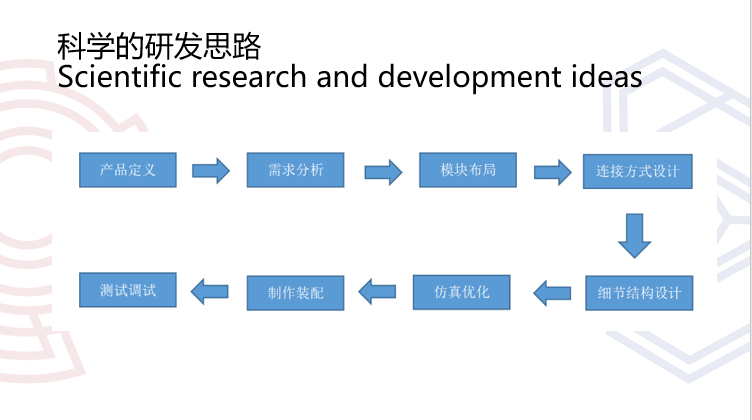 科学的研发思路
Scientific research and development ideas
产品定义
需求分析
模块布局
连接方式设计
细节结构设计
仿真优化
制作装配
测试调试